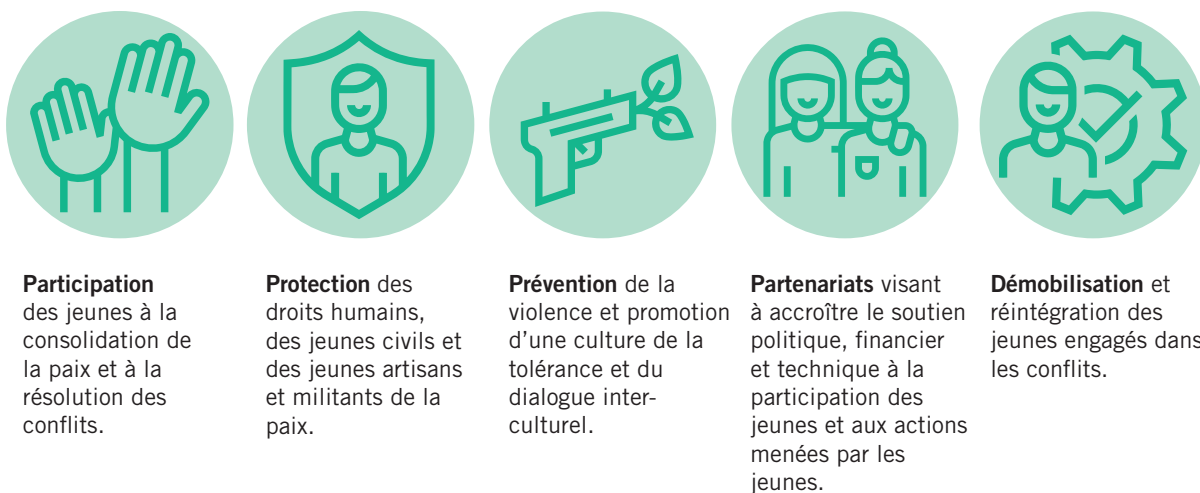 Participation
des jeunes à la
consolidation de
la paix et à la
résolution des
conflits.
Protection des
droits humains,
des jeunes civils et
des jeunes artisans
et militants de la
paix.
Prévention de la
violence et promotion
d’une culture de la
tolérance et du
dialogue inter-
culturel.
Partenariats visant
à accroître le soutien
politique, financier
et technique à la
participation des
jeunes et aux actions
menées par les
jeunes.
Démobilisation et
réintégration des
jeunes engagés dans
les conflits.